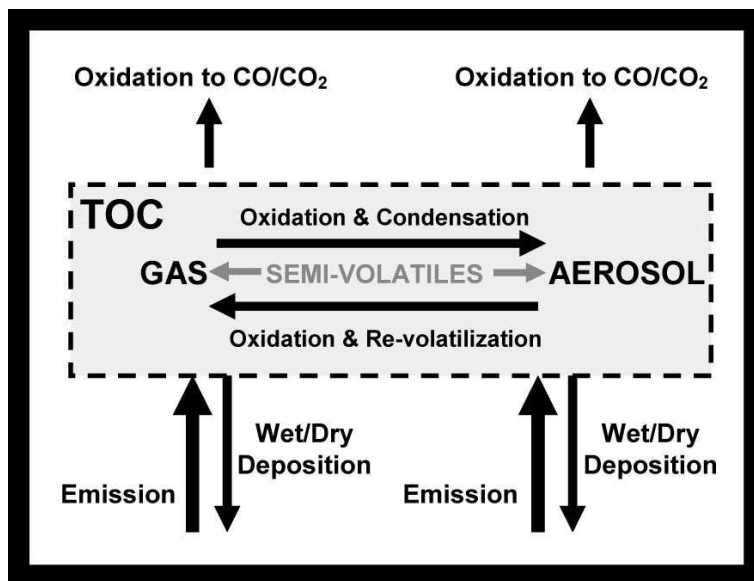 Oxidation to CO/CO₂ Oxidation to CO/CO₂
TOC
Oxidation & Condensation
GAS SEMI-VOLATILES AEROSOL
Oxidation & Re-volatilization
Wet/Dry
Deposition
Emission
Wet/Dry
Deposition
Emission